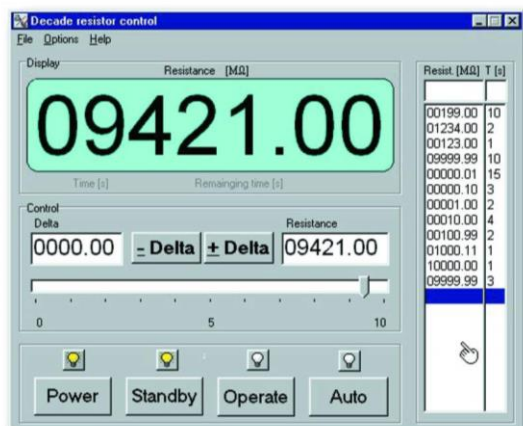 Decade resistor control
File Options Help
Display
Resistance [MΩ]
09421.00
Time [s] Remainging time [s]
Control
Delta Resistance
0000.00 - Delta + Delta 09421.00
0 5 10
Power Standby Operate Auto
Resist. [MΩ] T [s]
00199.00 10
01234.00 2
00123.00 1
09999.99 10
00000.01 15
00000.10 3
00001.00 2
00010.00 4
00100.99 2
01000.11 1
10000.00 1
09999.99 3